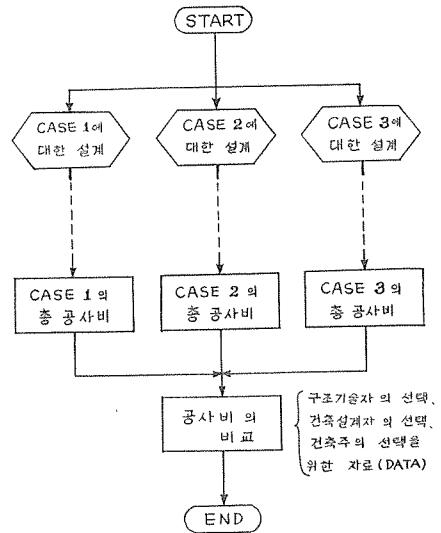 START
CASE 1에
대한 설계
CASE 2에
대한 설계
CASE 3에
대한 설계
CASE 1의
총 공사비
CASE 2의
총 공사비
CASE 3의
총 공사비
공사비의
비교
구조기술자의 선택、
건축설계자의 선택、
건축주의 선택을
위한 자료(DATA)
END